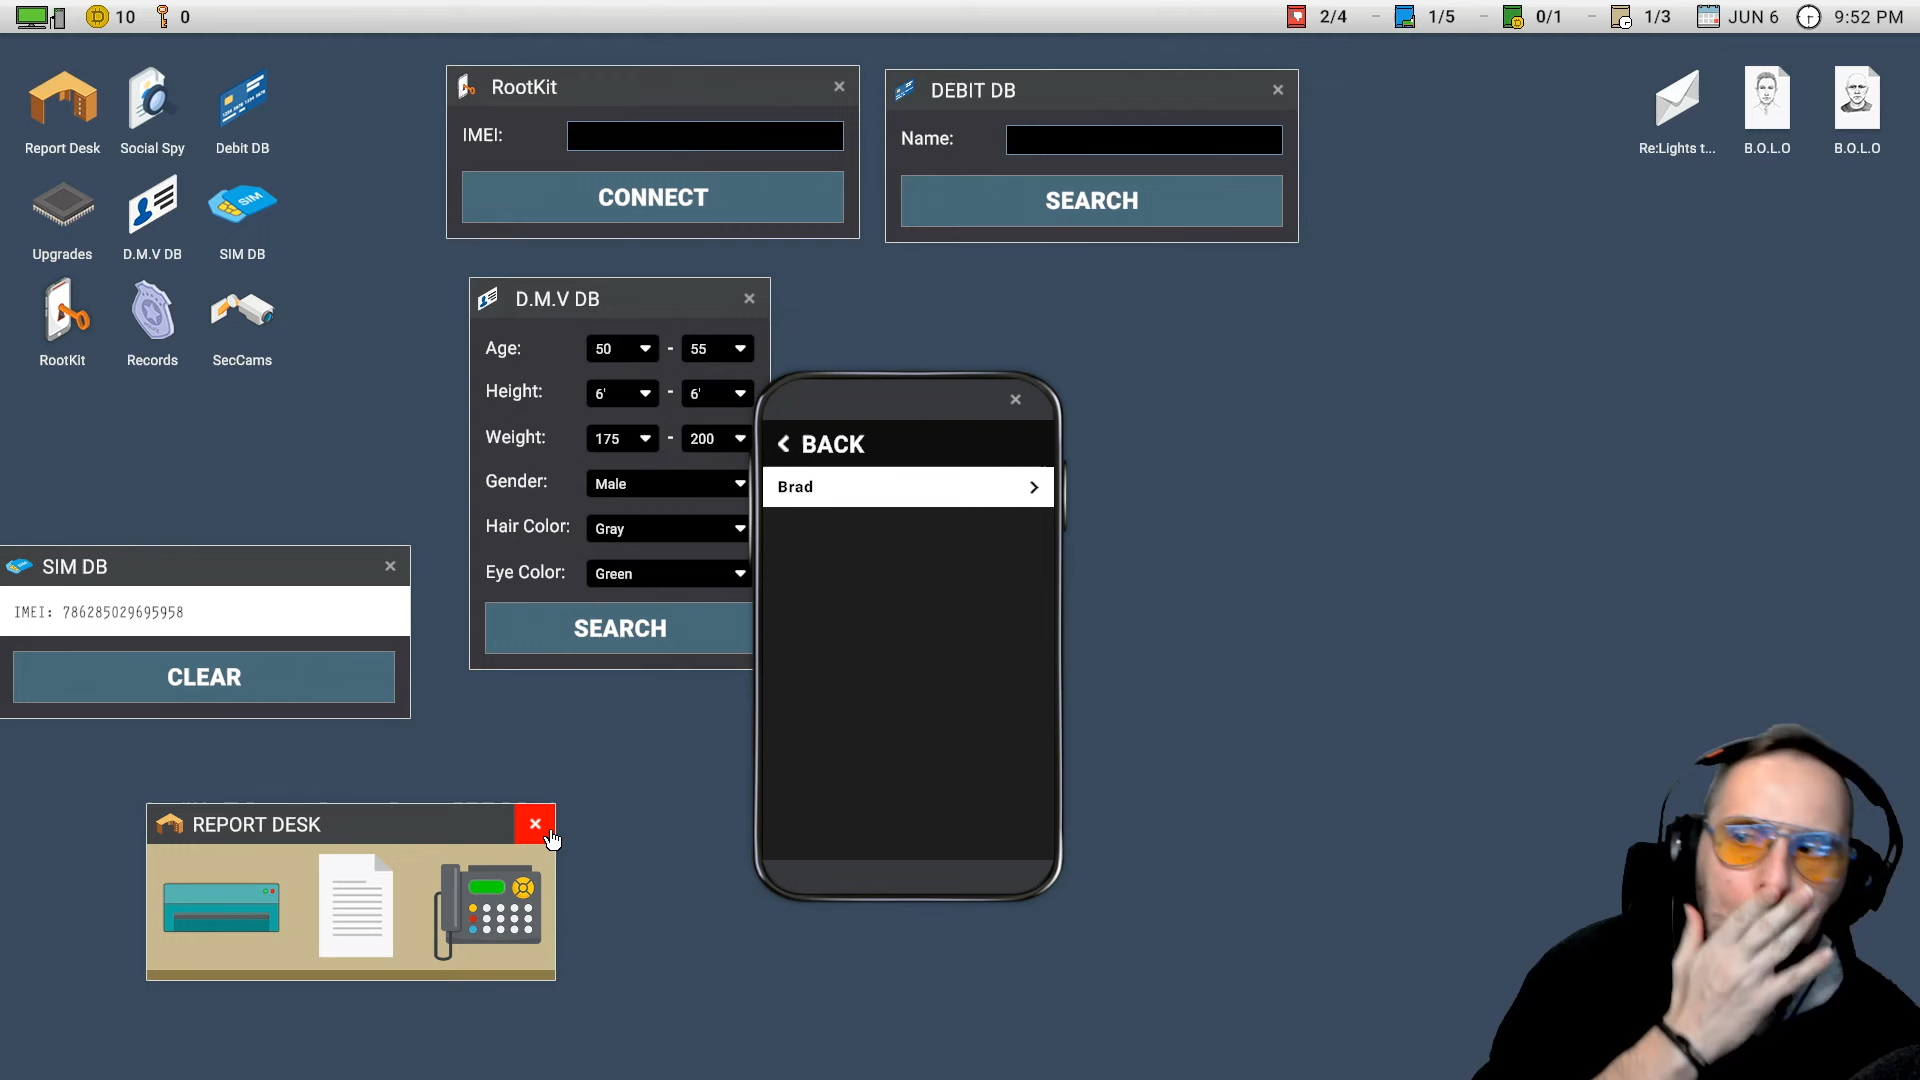 10
0
2/4
1/5
0/1
1/3
JUN 6
9:52 PM
Report Desk
Social Spy
Debit DB
Upgrades
D.M.V DB
SIM DB
RootKit
Records
SecCams
Re:Lights t...
B.O.L.O
B.O.L.O
RootKit
IMEI:
CONNECT
DEBIT DB
Name:
SEARCH
D.M.V DB
Age: 50 - 55
Height: 6' - 6'
Weight: 175 - 200
Gender: Male
Hair Color: Gray
Eye Color: Green
SEARCH
BACK
Brad
SIM DB
IMEI: 786285029695958
CLEAR
REPORT DESK